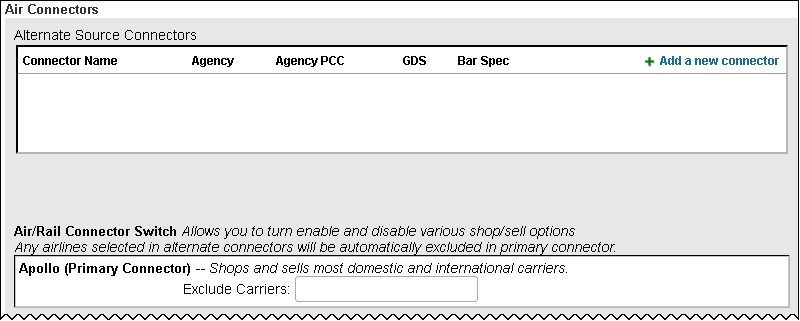 Air Connectors
Alternate Source Connectors
Connector Name Agency Agency PCC GDS Bar Spec + Add a new connector
Air/Rail Connector Switch Allows you to turn enable and disable various shop/sell options
Any airlines selected in alternate connectors will be automatically excluded in primary connector.
Apollo (Primary Connector) -- Shops and sells most domestic and international carriers.
Exclude Carriers: